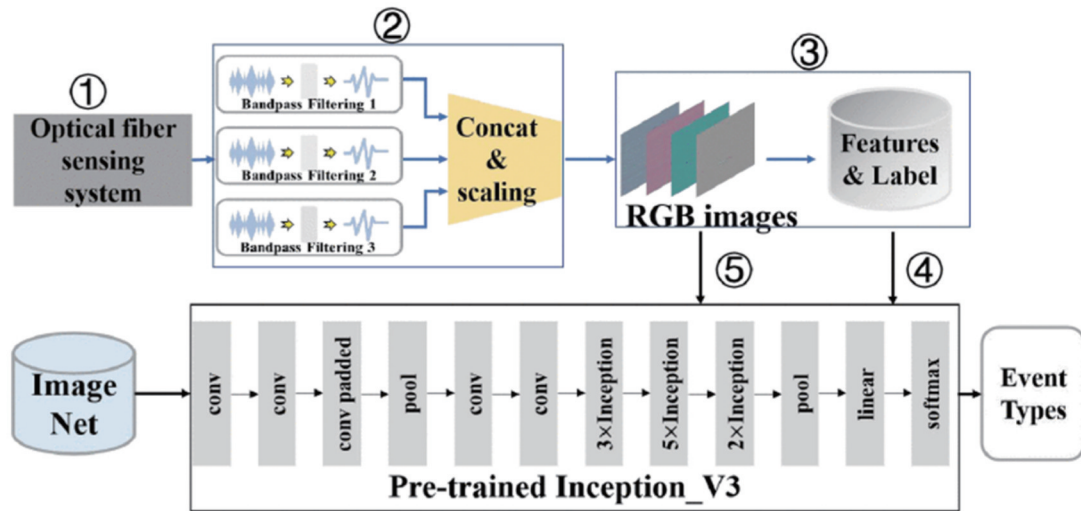 ①
Optical fiber
sensing
system
②
Bandpass Filtering 1
Bandpass Filtering 2
Bandpass Filtering 3
Concat
&
scaling
③
RGB images
Features
& Label
⑤
④
Image
Net
conv
conv
conv padded
pool
conv
conv
3×Inception
5×Inception
2×Inception
pool
linear
softmax
Pre-trained Inception_V3
Event
Types